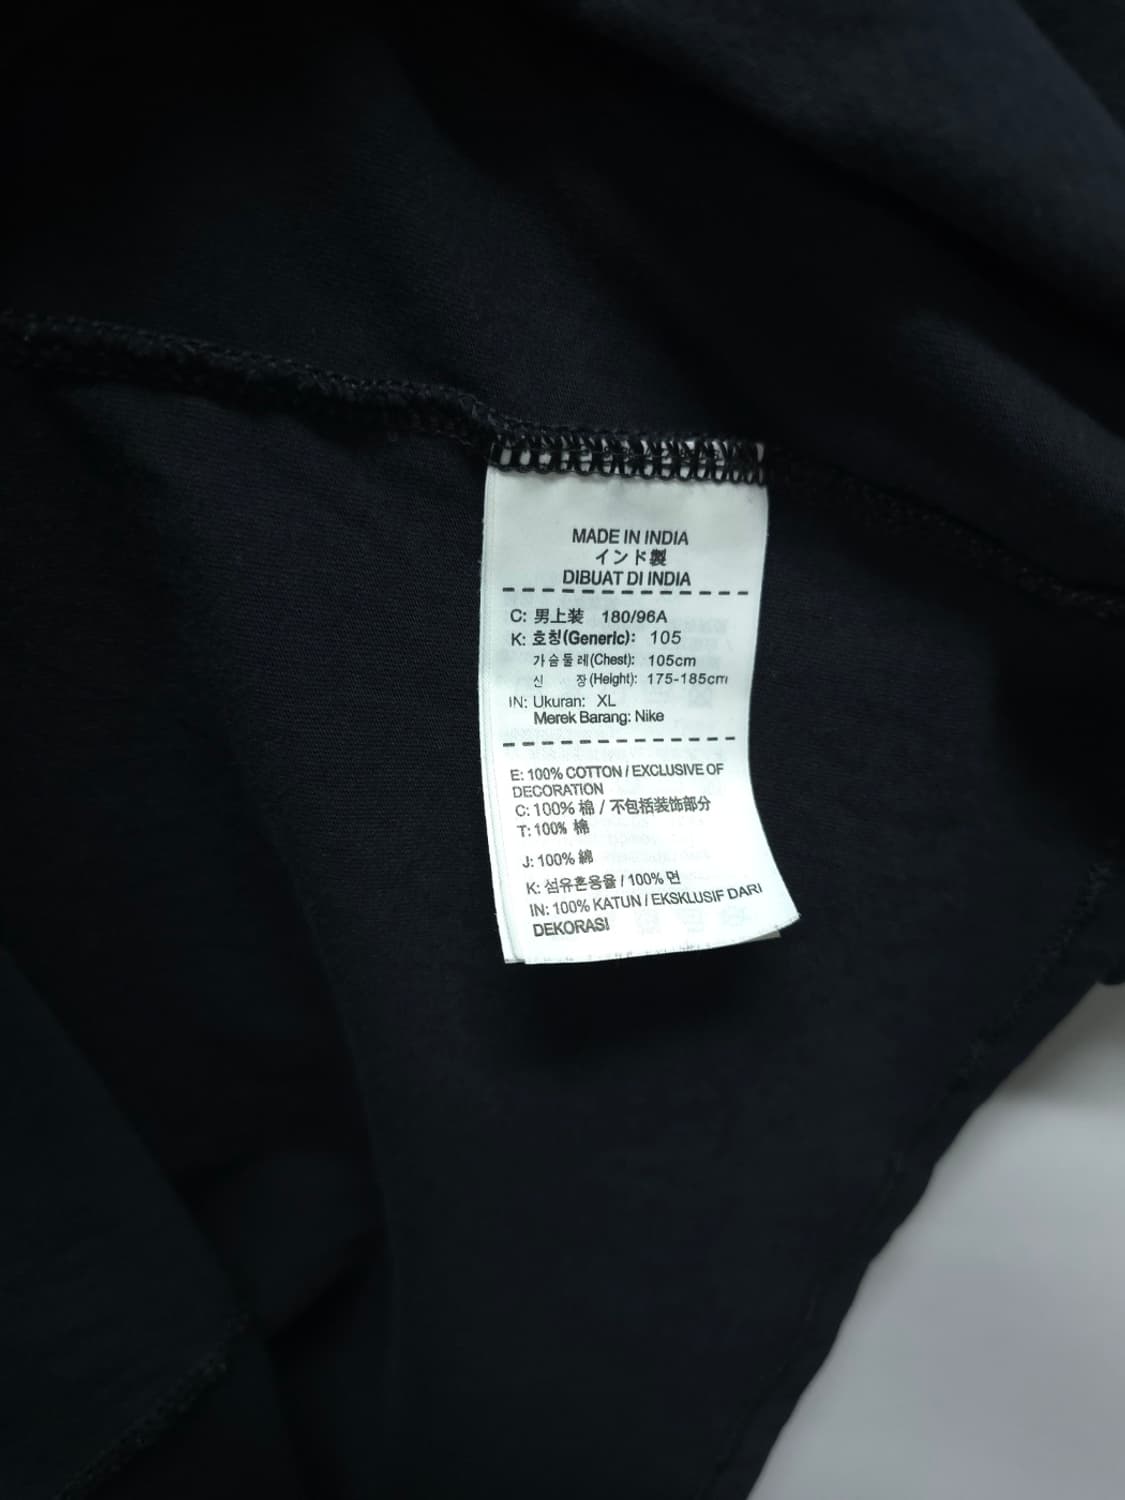 MADE IN INDIA
インド製
DIBUAT DI INDIA
C: 男上装 180/96A
K: 호칭(Generic): 105
가슴둘레(Chest): 105cm
신 장(Height): 175-185cm
IN: Ukuran: XL
Merek Barang: Nike
E: 100% COTTON / EXCLUSIVE OF
DECORATION
C: 100% 棉 / 不包括装饰部分
T: 100% 棉
J: 100% 綿
K: 섬유혼용율 / 100% 면
IN: 100% KATUN / EKSKLUSIF DARI
DEKORASI